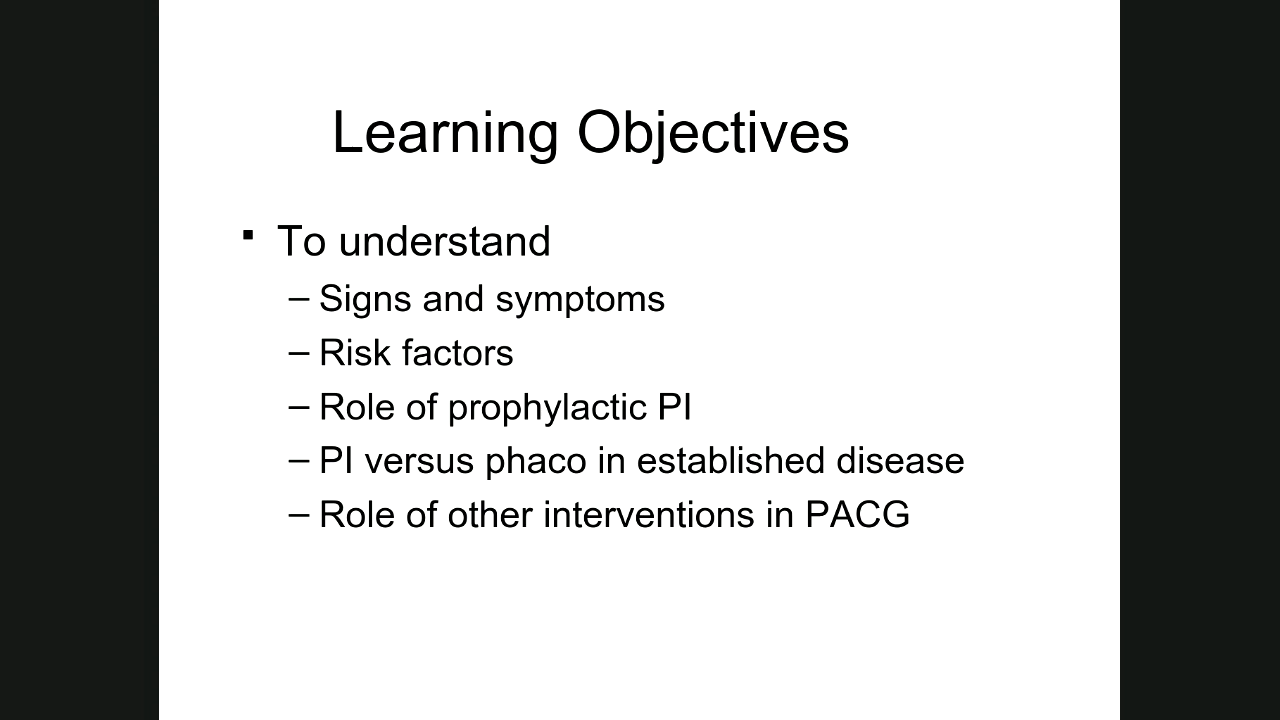 Learning Objectives
▪ To understand
– Signs and symptoms
– Risk factors
– Role of prophylactic PI
– PI versus phaco in established disease
– Role of other interventions in PACG